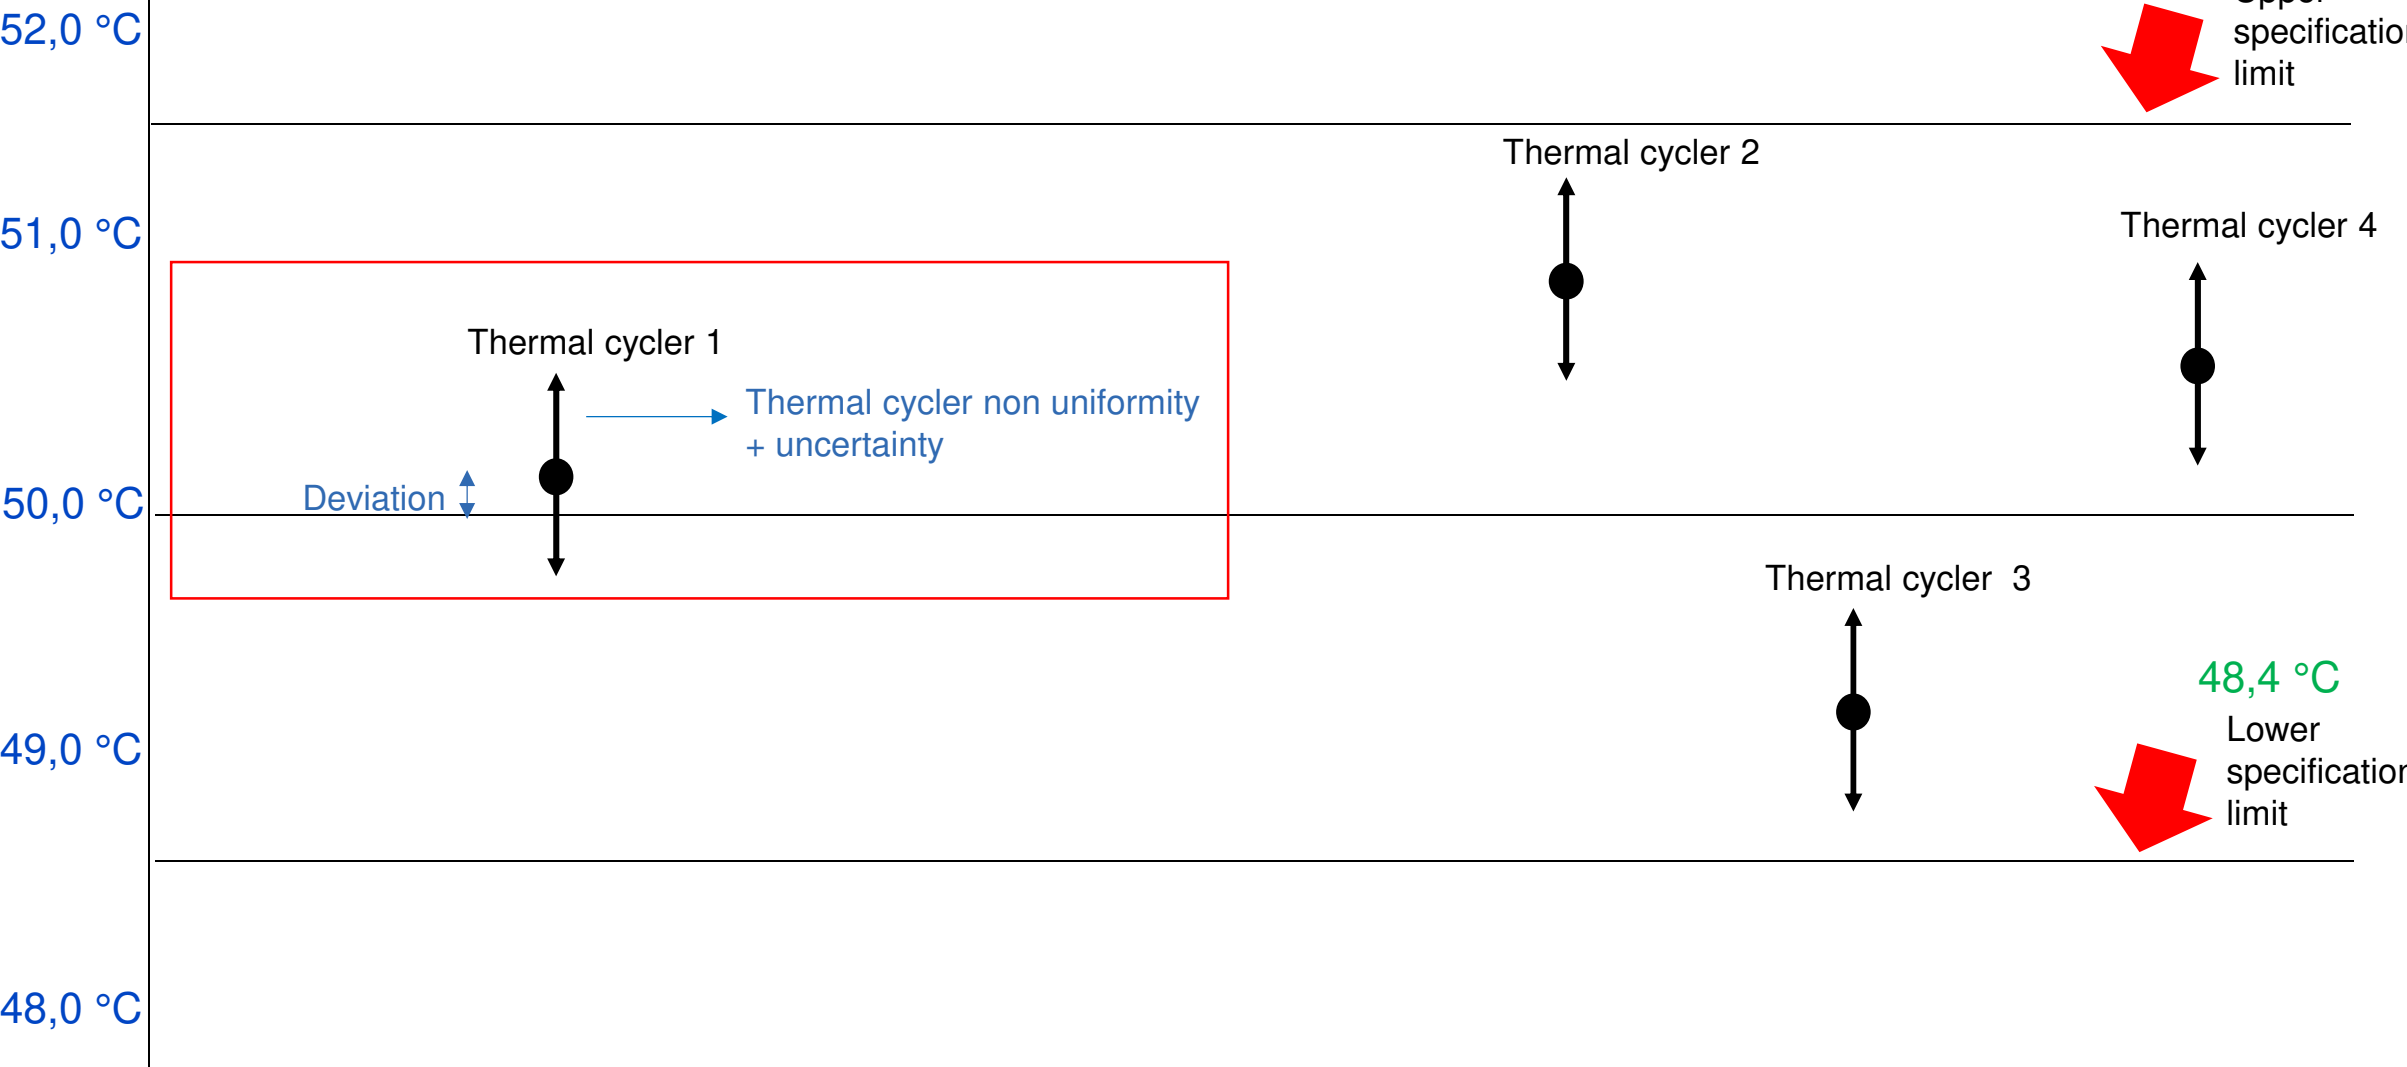 52,0 °C
specificatio
limit
Thermal cycler 2
51,0 °C
Thermal cycler 4
Thermal cycler 1
Thermal cycler non uniformity
+ uncertainty
Deviation
50,0 °C
Thermal cycler 3
48,4 °C
Lower
49,0 °C
specification
limit
48,0 °C